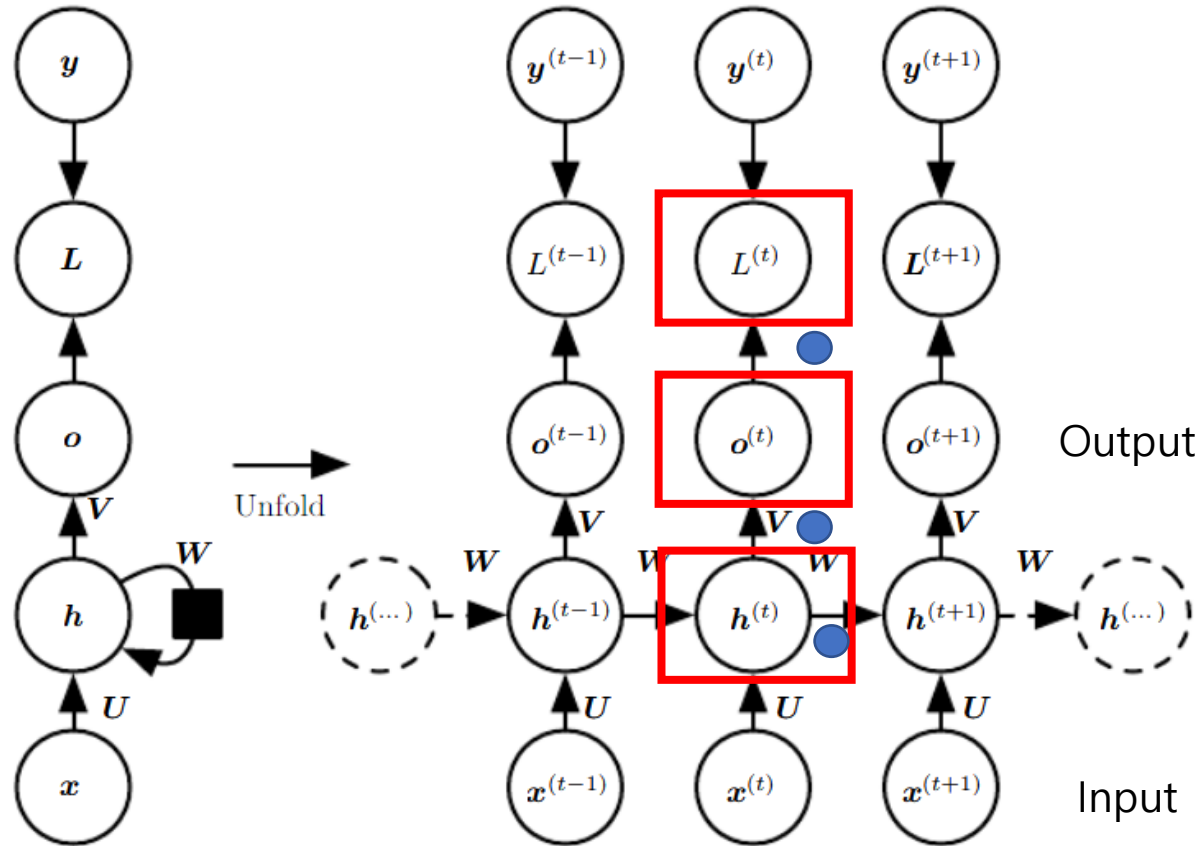 y y(t−1) y(t) y(t+1)
L L(t−1) L(t) L(t+1)
o o(t−1) o(t) o(t+1) Output
Unfold
V V V V
W W W W W
h h(...) h(t−1) h(t) h(t+1) h(...)
U U U U
x x(t−1) x(t) x(t+1) Input